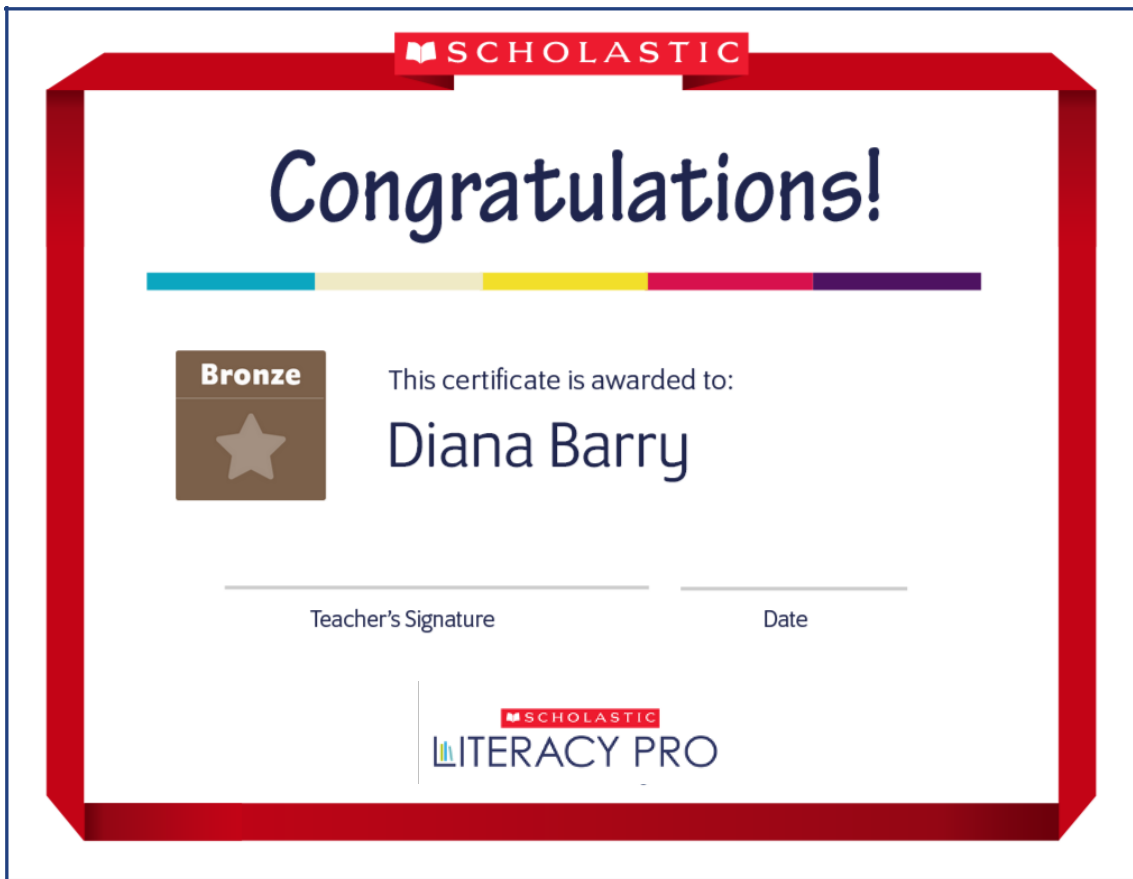 SCHOLASTIC
Congratulations!
Bronze
This certificate is awarded to:
Diana Barry
Teacher's Signature Date
SCHOLASTIC
LITERACY PRO